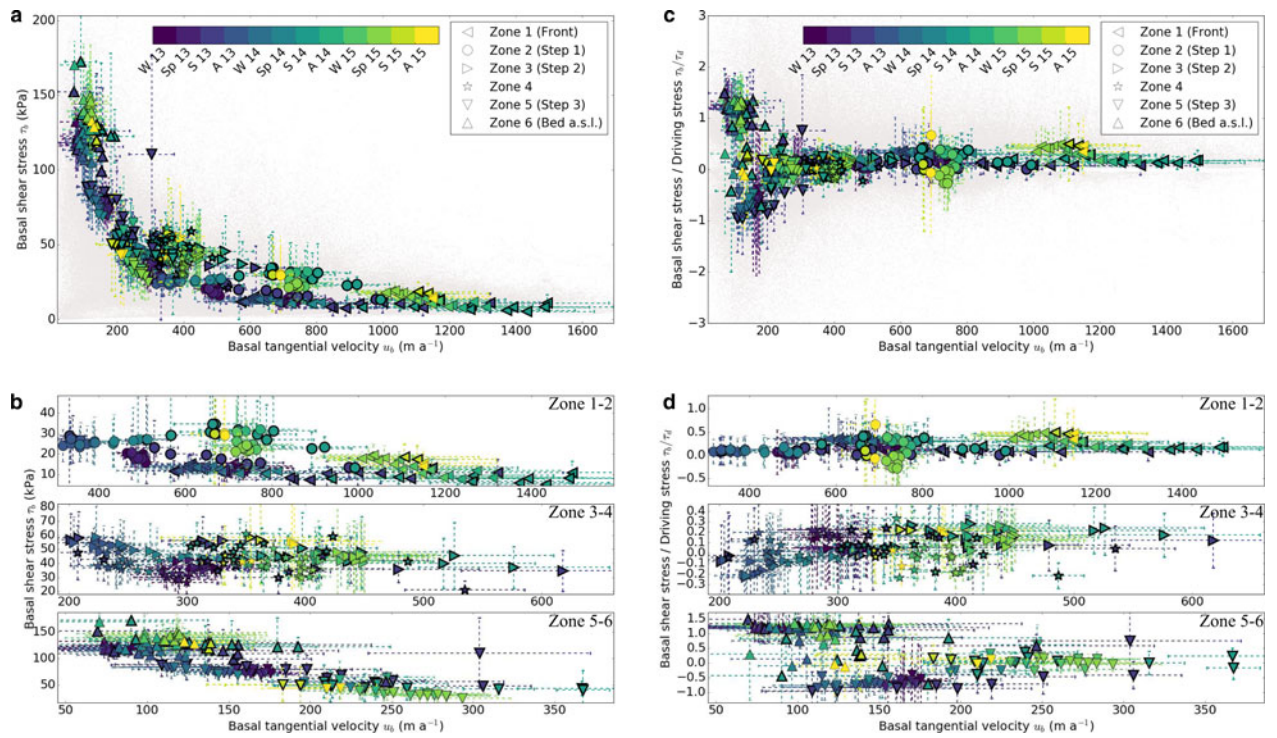 a
200
150
100
50
0
Basal shear stress τb (kPa)
W 13 Sp 13 S 13 A 13 W 14 Sp 14 S 14 A 14 W 15 Sp 15 S 15 A 15
Zone 1 (Front)
Zone 2 (Step 1)
Zone 3 (Step 2)
Zone 4
Zone 5 (Step 3)
Zone 6 (Bed a.s.l.)
200 400 600 800 1000 1200 1400 1600
Basal tangential velocity ub (m a⁻¹)
c
3
2
1
0
−1
−2
−3
Basal shear stress / Driving stress τb/τd
W 13 Sp 13 S 13 A 13 W 14 Sp 14 S 14 A 14 W 15 Sp 15 S 15 A 15
Zone 1 (Front)
Zone 2 (Step 1)
Zone 3 (Step 2)
Zone 4
Zone 5 (Step 3)
Zone 6 (Bed a.s.l.)
200 400 600 800 1000 1200 1400 1600
Basal tangential velocity ub (m a⁻¹)
b
Basal shear stress τb (kPa)
Zone 1-2
40
30
20
10
400 600 800 1000 1200 1400
Zone 3-4
80
70
60
50
40
30
20
200 300 400 500 600
Zone 5-6
150
100
50
50 100 150 200 250 300 350
Basal tangential velocity ub (m a⁻¹)
d
Basal shear stress / Driving stress τb/τd
Zone 1-2
1.0
0.5
0.0
−0.5
400 600 800 1000 1200 1400
Zone 3-4
0.4
0.3
0.2
0.1
0.0
−0.1
−0.2
−0.3
200 300 400 500 600
Zone 5-6
1.5
1.0
0.5
0.0
−0.5
−1.0
50 100 150 200 250 300 350
Basal tangential velocity ub (m a⁻¹)